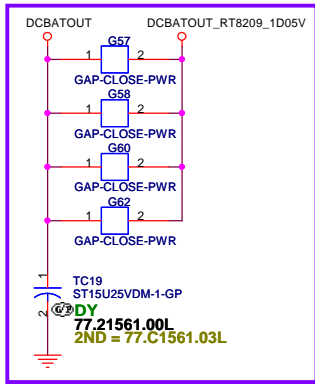 DCBATOUT
DCBATOUT_RT8209_1D05V
G57
1
2
GAP-CLOSE-PWR
G58
1
2
GAP-CLOSE-PWR
G60
1
2
GAP-CLOSE-PWR
G62
1
2
GAP-CLOSE-PWR
1
TC19
ST15U25VDM-1-GP
2
DY
77.21561.00L
2ND = 77.C1561.03L